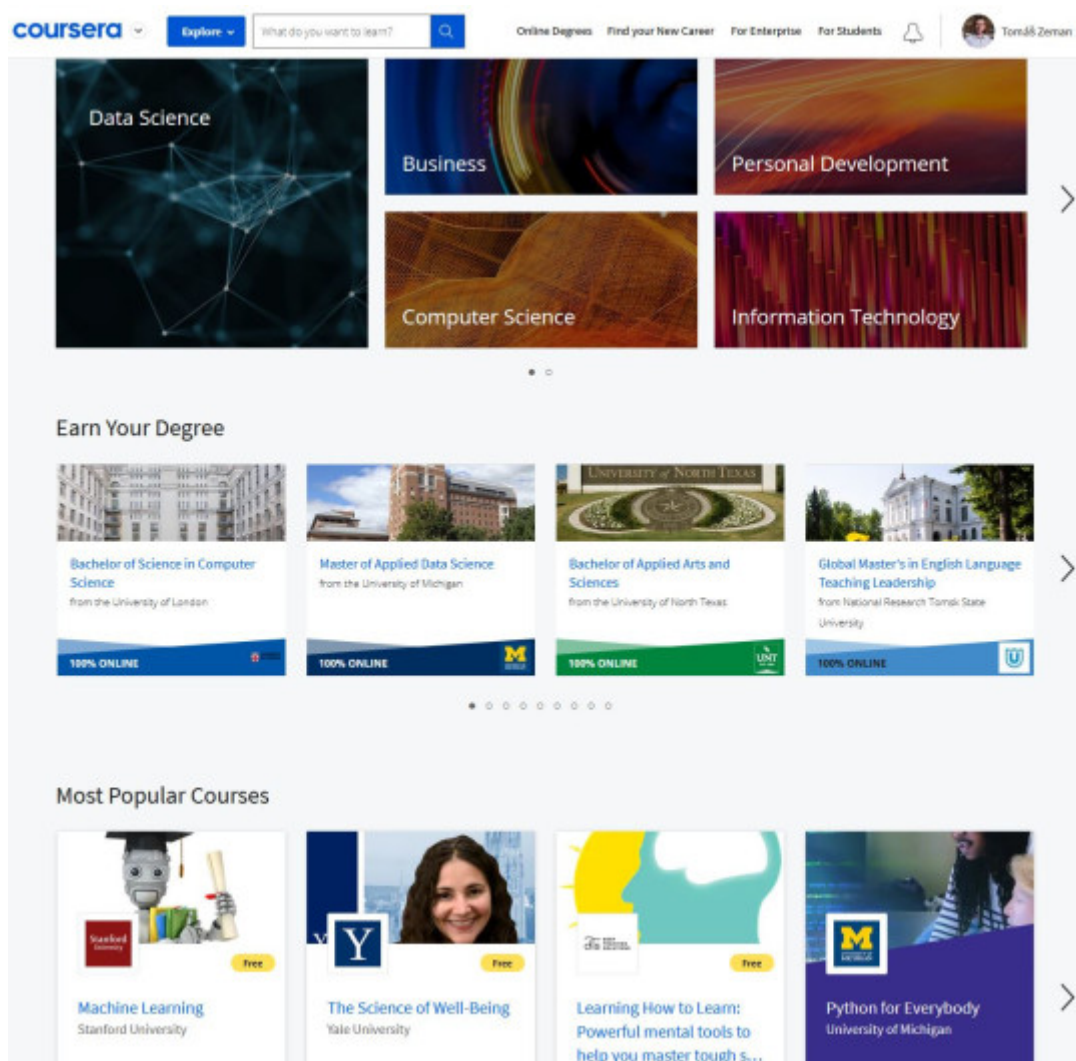 coursera
Explore
What do you want to learn?
Online Degrees
Find your New Career
For Enterprise
For Students
Tomáš Zeman
Data Science
Business
Personal Development
Computer Science
Information Technology
Earn Your Degree
UNIVERSITY of NORTH TEXAS
Bachelor of Science in Computer
Science
from the University of London
100% ONLINE
Master of Applied Data Science
from the University of Michigan
100% ONLINE
M
Bachelor of Applied Arts and
Sciences
from the University of North Texas
100% ONLINE
UNT
Global Master's in English Language
Teaching Leadership
from National Research Tomsk State
University
100% ONLINE
Most Popular Courses
Stanford
University
Free
Machine Learning
Stanford University
Y
Free
The Science of Well-Being
Yale University
Free
Learning How to Learn:
Powerful mental tools to
help you master tough s...
M
Python for Everybody
University of Michigan